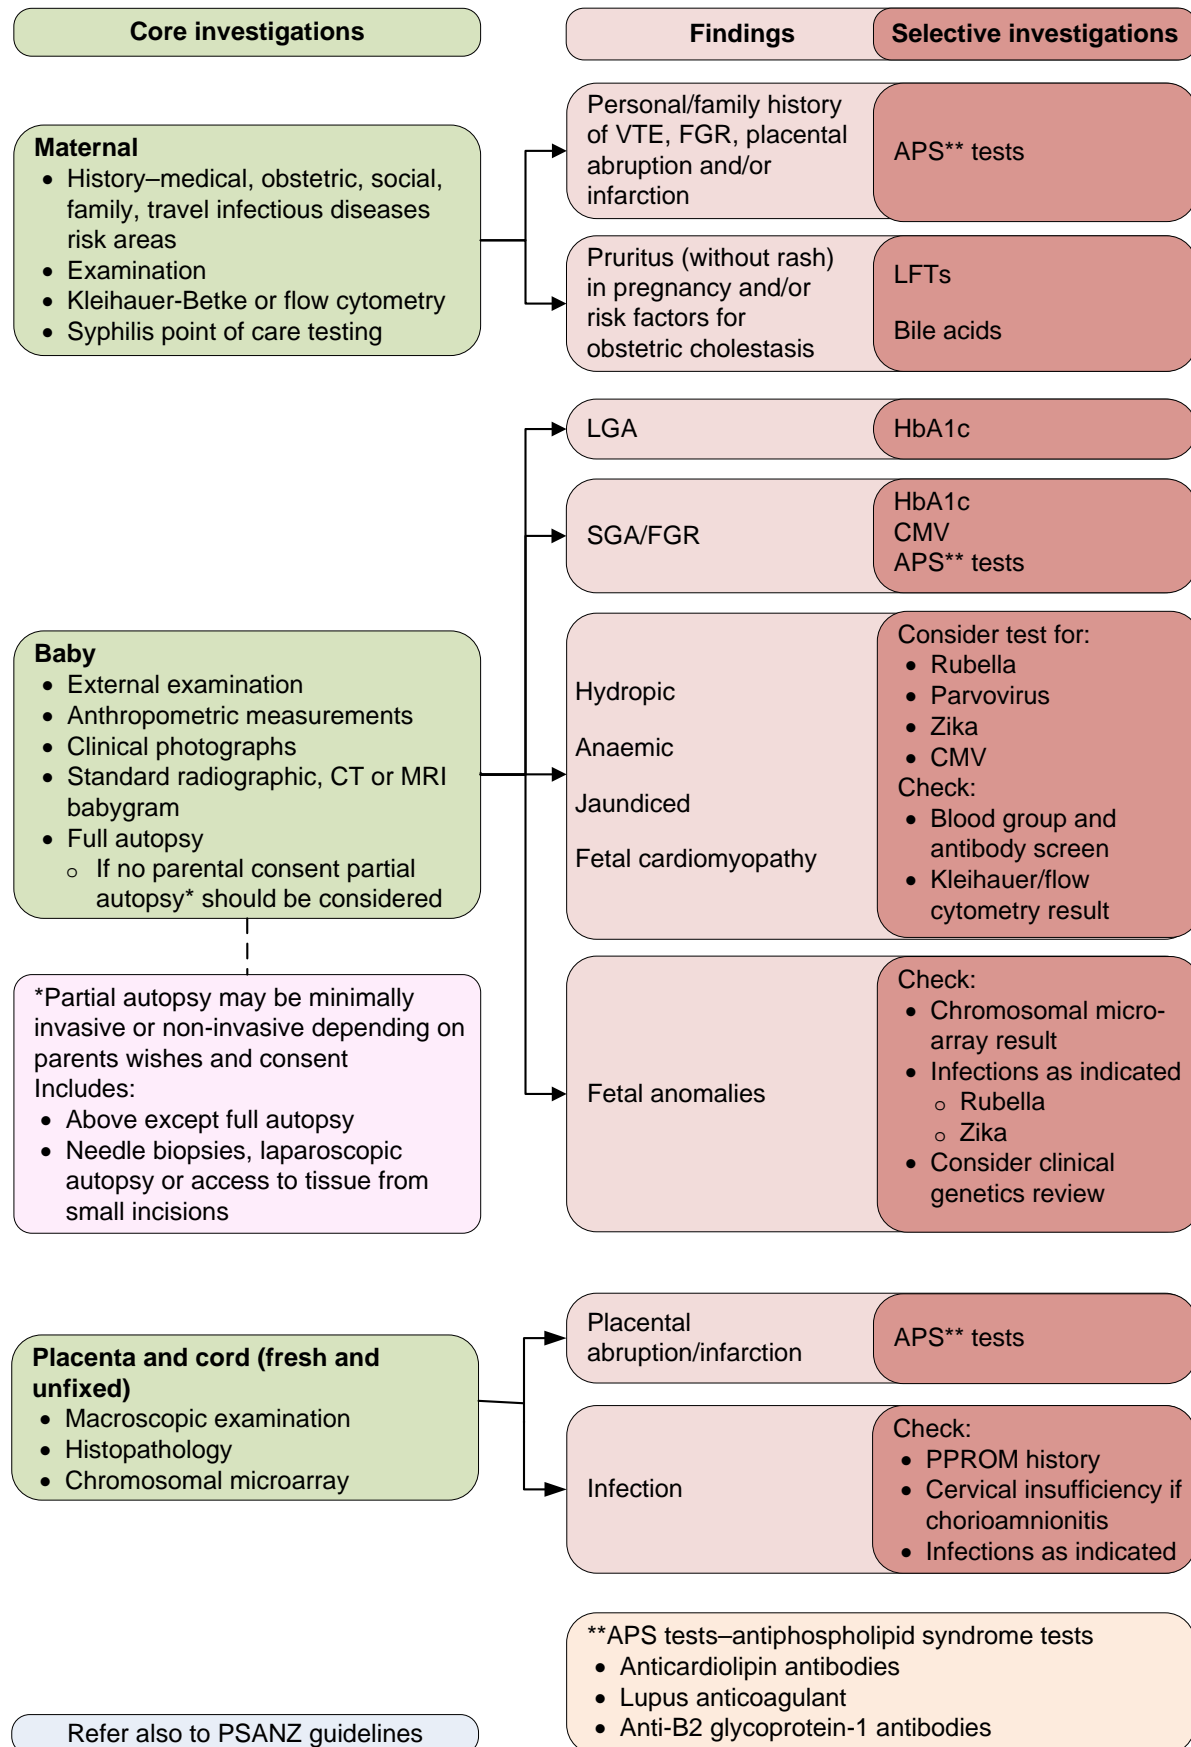 Core investigations
Findings
Selective investigations
Maternal
• History–medical, obstetric, social,
family, travel infectious diseases
risk areas
• Examination
• Kleihauer-Betke or flow cytometry
• Syphilis point of care testing
Personal/family history
of VTE, FGR, placental
abruption and/or
infarction
APS** tests
Pruritus (without rash)
in pregnancy and/or
risk factors for
obstetric cholestasis
LFTs
Bile acids
Baby
• External examination
• Anthropometric measurements
• Clinical photographs
• Standard radiographic, CT or MRI
babygram
• Full autopsy
o If no parental consent partial
autopsy* should be considered
*Partial autopsy may be minimally
invasive or non-invasive depending on
parents wishes and consent
Includes:
• Above except full autopsy
• Needle biopsies, laparoscopic
autopsy or access to tissue from
small incisions
LGA
HbA1c
SGA/FGR
HbA1c
CMV
APS** tests
Hydropic
Anaemic
Jaundiced
Fetal cardiomyopathy
Consider test for:
• Rubella
• Parvovirus
• Zika
• CMV
Check:
• Blood group and
antibody screen
• Kleihauer/flow
cytometry result
Fetal anomalies
Check:
• Chromosomal micro-
array result
• Infections as indicated
o Rubella
o Zika
• Consider clinical
genetics review
Placenta and cord (fresh and
unfixed)
• Macroscopic examination
• Histopathology
• Chromosomal microarray
Placental
abruption/infarction
APS** tests
Infection
Check:
• PPROM history
• Cervical insufficiency if
chorioamnionitis
• Infections as indicated
**APS tests–antiphospholipid syndrome tests
• Anticardiolipin antibodies
• Lupus anticoagulant
• Anti-B2 glycoprotein-1 antibodies
Refer also to PSANZ guidelines